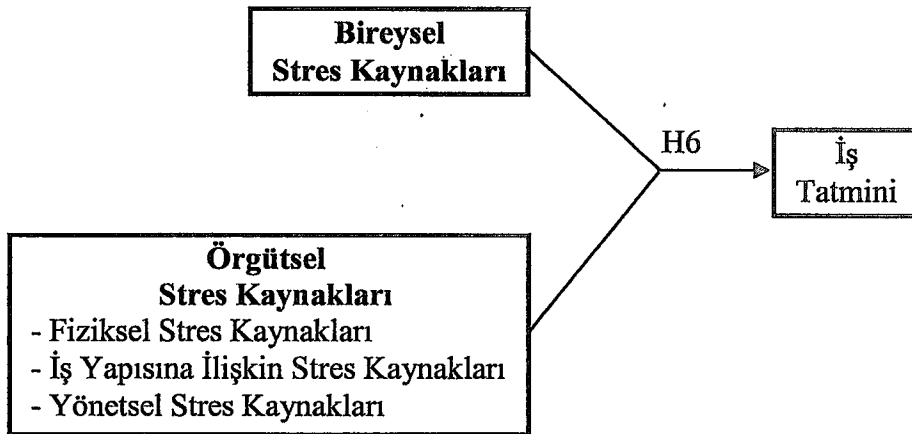 Bireysel
Stres Kaynakları
H6
İş
Tatmini
Örgütsel
Stres Kaynakları
- Fiziksel Stres Kaynakları
- İş Yapısına İlişkin Stres Kaynakları
- Yönetsel Stres Kaynakları